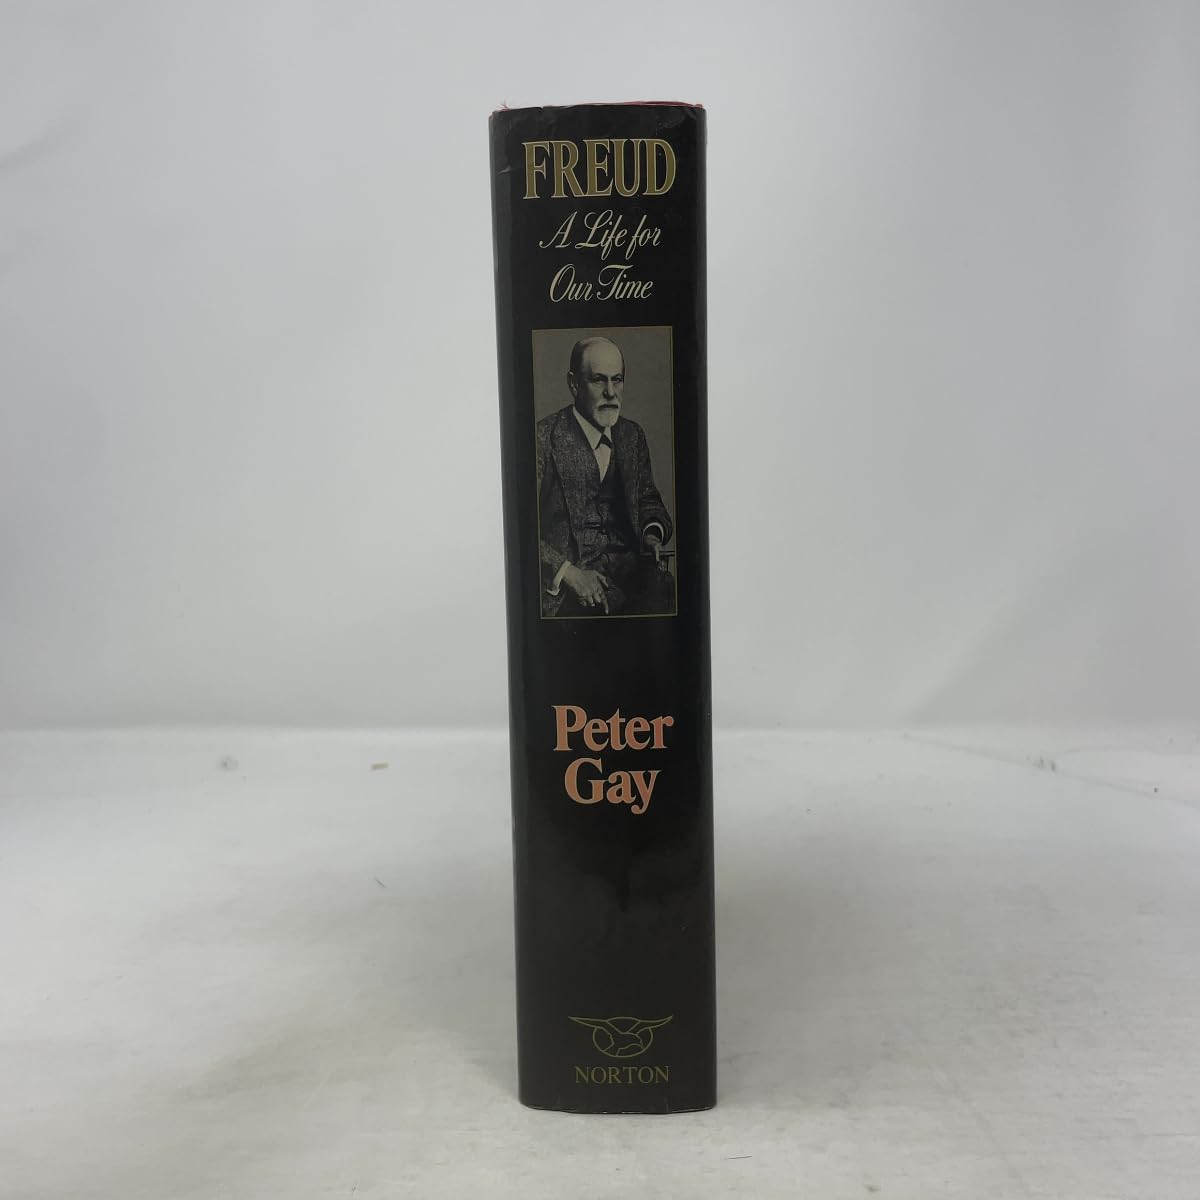 FREUD
A Life for
Our Time
Peter
Gay
NORTON